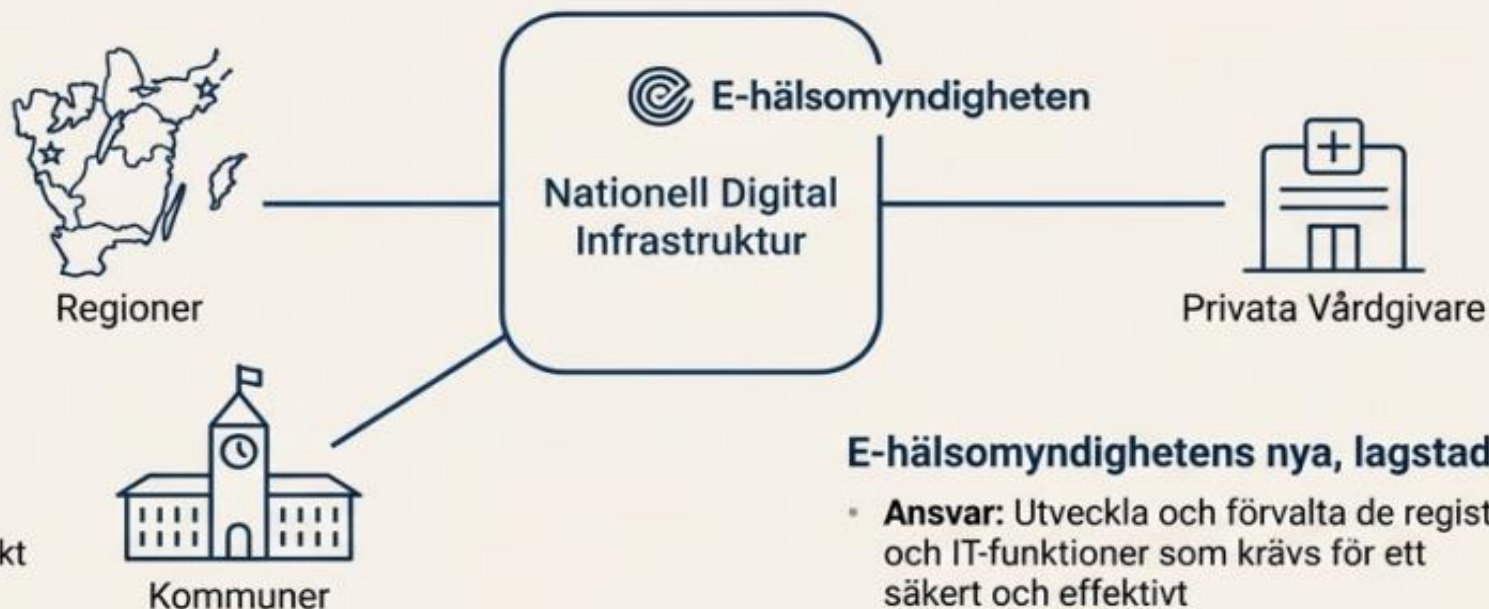 E-hälsomyndigheten
Nationell Digital
Infrastruktur
Regioner
Privata Vårdgivare
kt
Kommuner
E-hälsomyndighetens nya, lagstad
• Ansvar: Utveckla och förvalta de regist
och IT-funktioner som krävs för ett
säkert och effektivt